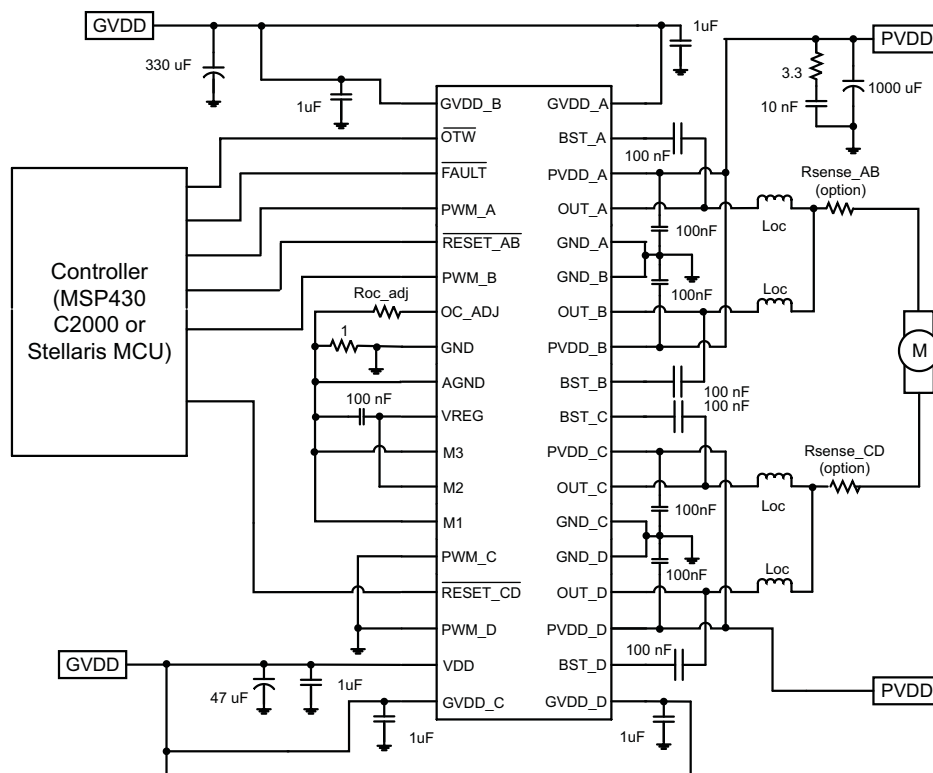 GVDD
1uF
PVDD
330 uF
1uF
3.3
10 nF
1000 uF
GVDD_B
GVDD_A
OTW
BST_A
100 nF
FAULT
PVDD_A
Rsense_AB
(option)
PWM_A
OUT_A
Loc
100nF
RESET_AB
GND_A
Controller
(MSP430
C2000 or
Stellaris MCU)
PWM_B
GND_B
100nF
Roc_adj
OC_ADJ
OUT_B
Loc
1
GND
PVDD_B
M
AGND
BST_B
100 nF
100 nF
100 nF
VREG
BST_C
M3
PVDD_C
Rsense_CD
(option)
M2
OUT_C
Loc
100nF
M1
GND_C
PWM_C
GND_D
100nF
Loc
RESET_CD
OUT_D
PWM_D
PVDD_D
100 nF
GVDD
VDD
BST_D
47 uF
1uF
PVDD
GVDD_C
GVDD_D
1uF
1uF